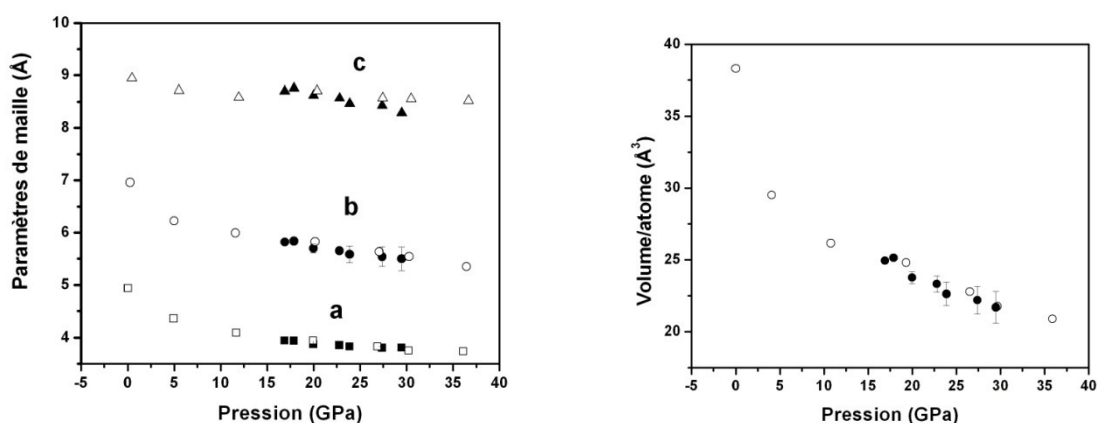 Paramètres de maille (Å)
10
9
8
7
6
5
4
c
b
a
-5 0 5 10 15 20 25 30 35 40
Pression (GPa)
Volume/atome (Å³)
40
35
30
25
20
-5 0 5 10 15 20 25 30 35 40
Pression (GPa)